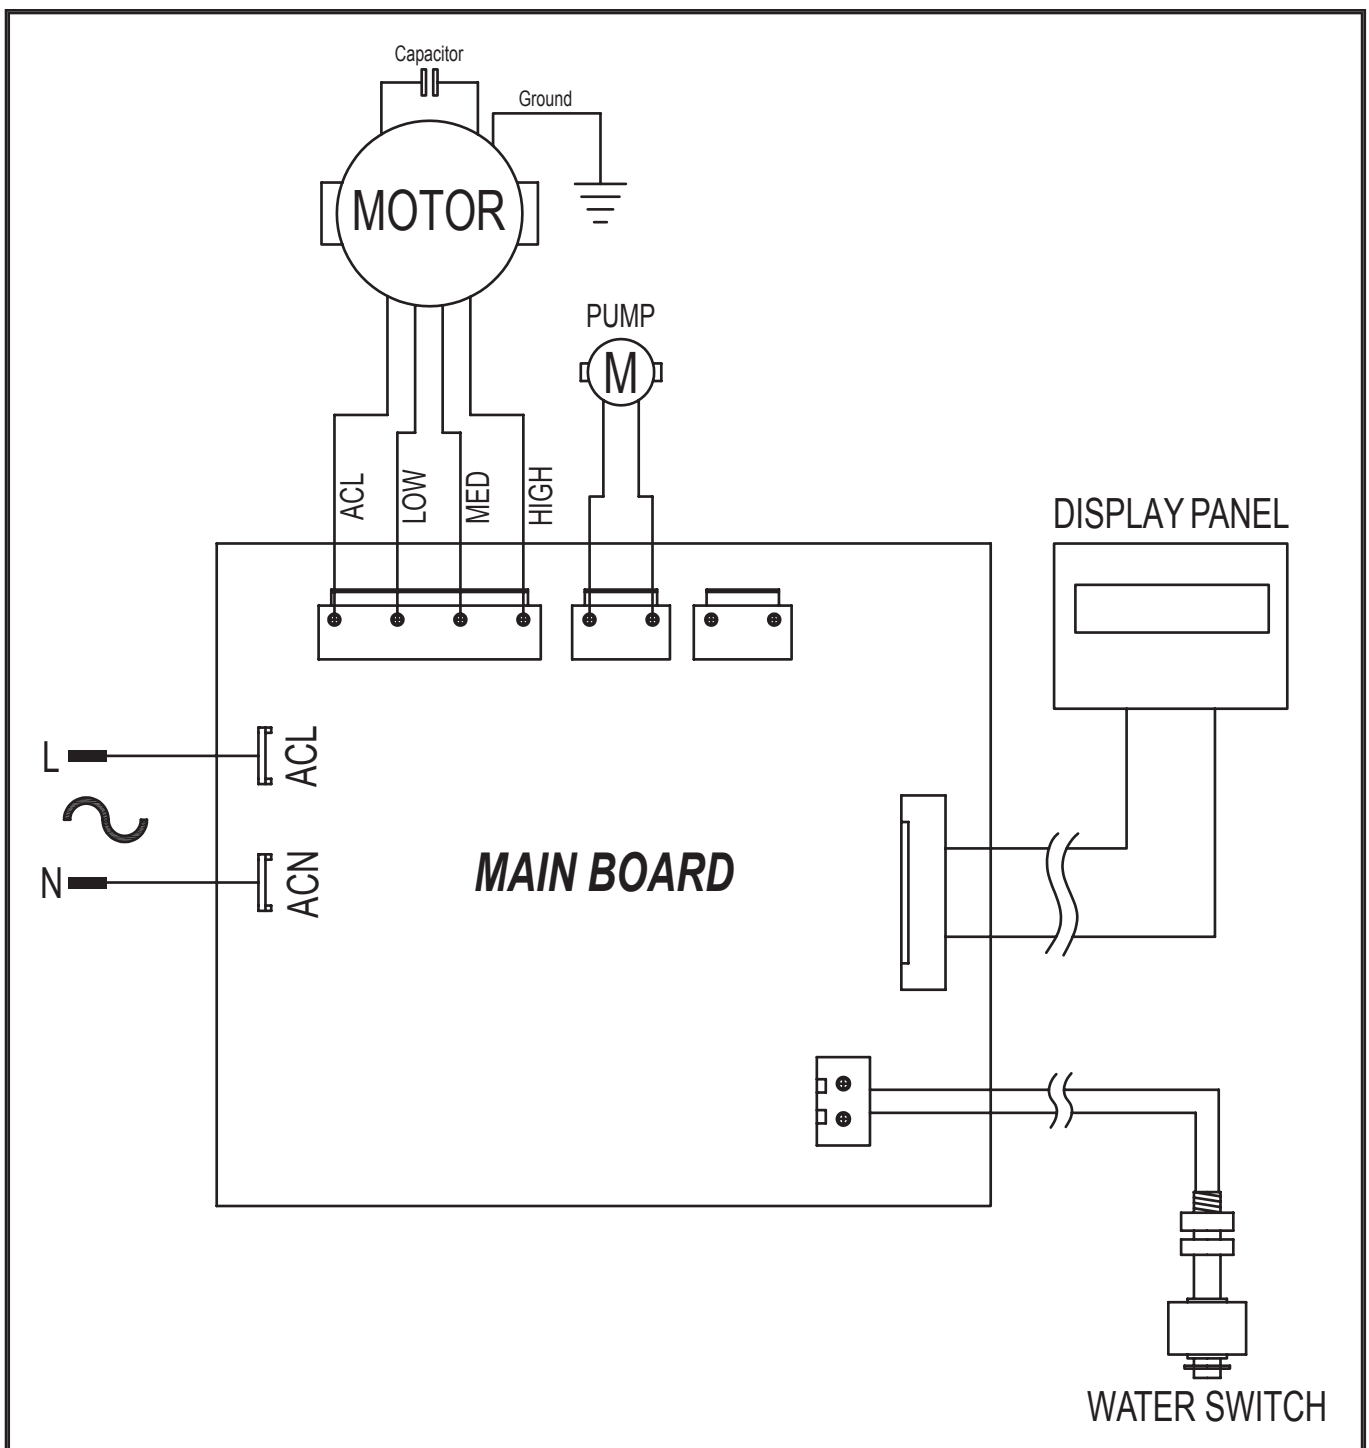 Capacitor
Ground
MOTOR
PUMP
M
ACL
LOW
MED
HIGH
DISPLAY PANEL
L
ACL
N
ACN
MAIN BOARD
WATER SWITCH